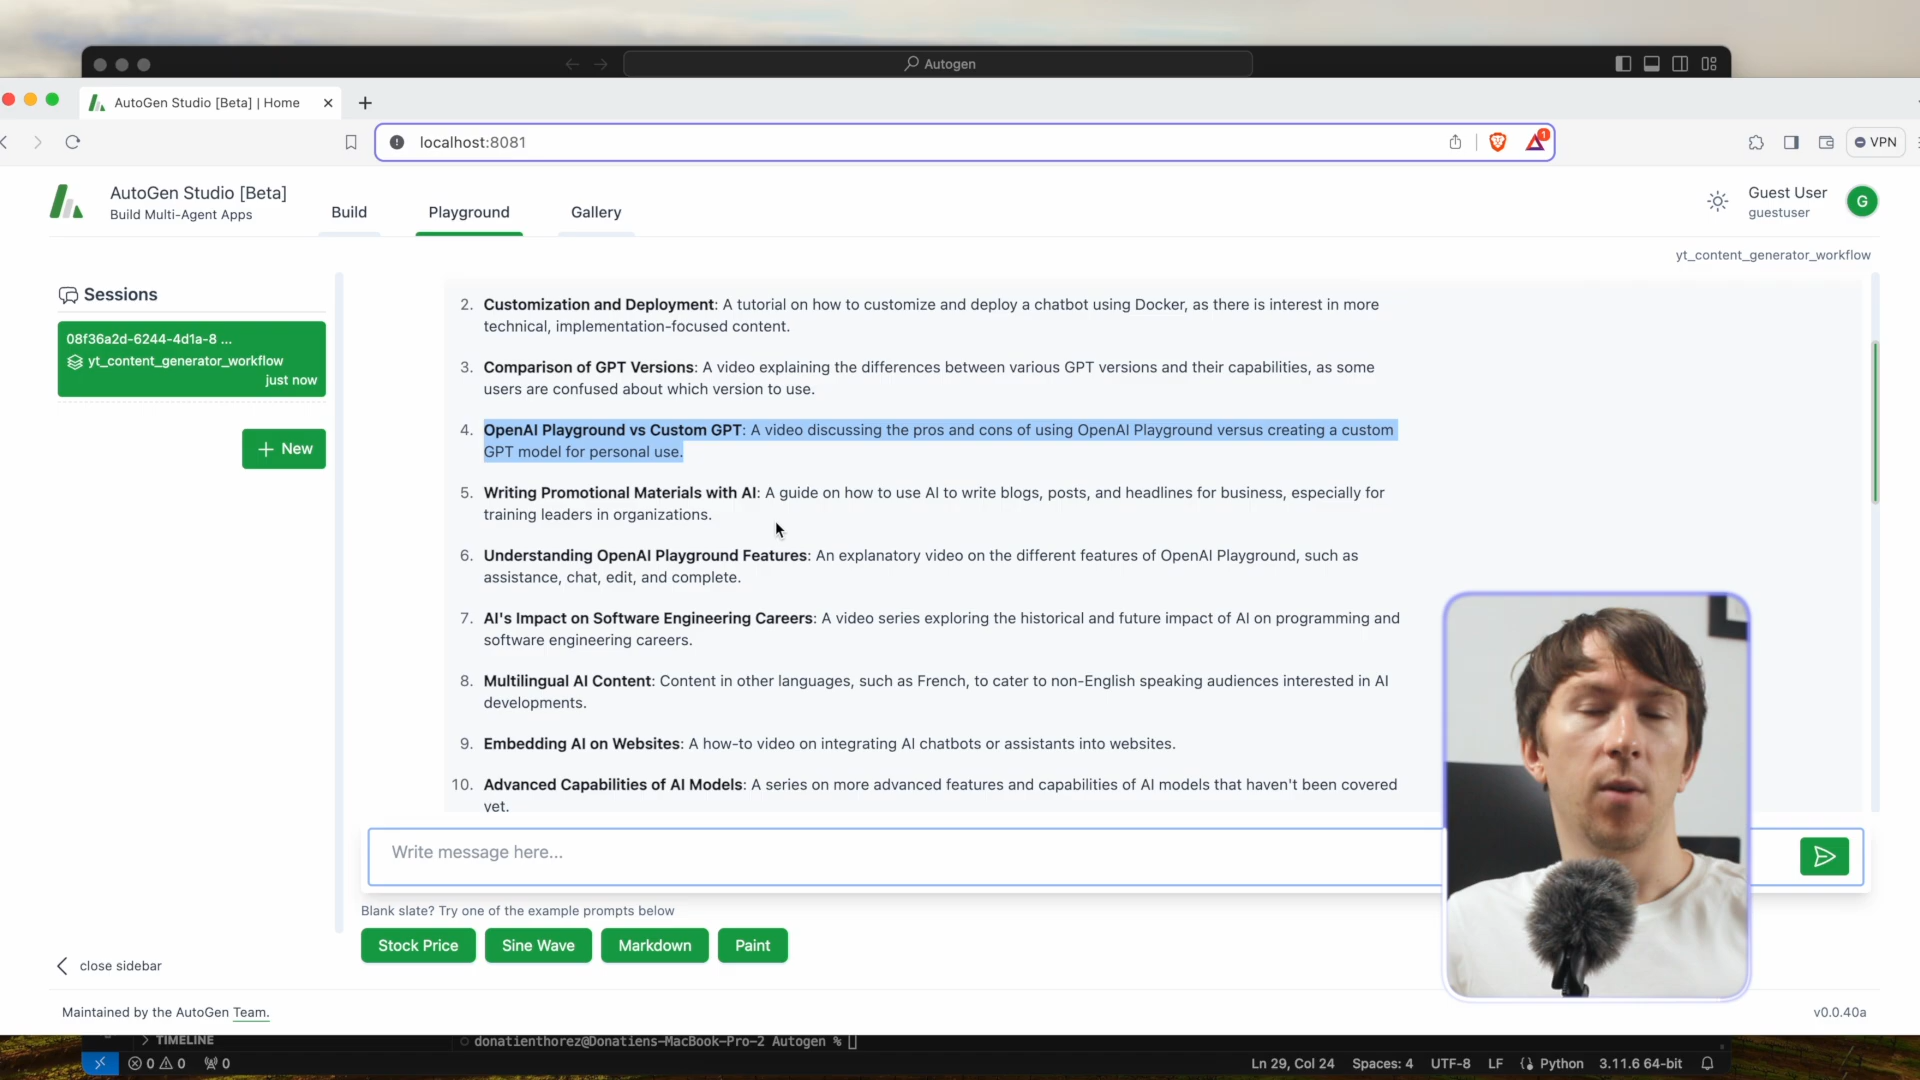 Autogen
AutoGen Studio [Beta] | Home
localhost:8081
1
VPN
AutoGen Studio [Beta]
Build Multi-Agent Apps
Build
Playground
Gallery
Guest User
guestuser
G
yt_content_generator_workflow
Sessions
08f36a2d-6244-4d1a-8 ...
yt_content_generator_workflow
just now
New
2. Customization and Deployment: A tutorial on how to customize and deploy a chatbot using Docker, as there is interest in more
technical, implementation-focused content.
3. Comparison of GPT Versions: A video explaining the differences between various GPT versions and their capabilities, as some
users are confused about which version to use.
4. OpenAI Playground vs Custom GPT: A video discussing the pros and cons of using OpenAI Playground versus creating a custom
GPT model for personal use.
5. Writing Promotional Materials with AI: A guide on how to use AI to write blogs, posts, and headlines for business, especially for
training leaders in organizations.
6. Understanding OpenAI Playground Features: An explanatory video on the different features of OpenAI Playground, such as
assistance, chat, edit, and complete.
7. AI's Impact on Software Engineering Careers: A video series exploring the historical and future impact of AI on programming and
software engineering careers.
8. Multilingual AI Content: Content in other languages, such as French, to cater to non-English speaking audiences interested in AI
developments.
9. Embedding AI on Websites: A how-to video on integrating AI chatbots or assistants into websites.
10. Advanced Capabilities of AI Models: A series on more advanced features and capabilities of AI models that haven't been covered
yet.
Write message here...
Blank slate? Try one of the example prompts below
Stock Price
Sine Wave
Markdown
Paint
close sidebar
Maintained by the AutoGen Team.
v0.0.40a
TIMELINE
donatienthorez@Donatiens-MacBook-Pro-2 Autogen %
0 0 0
Ln 29, Col 24
Spaces: 4
UTF-8
LF
Python
3.11.6 64-bit